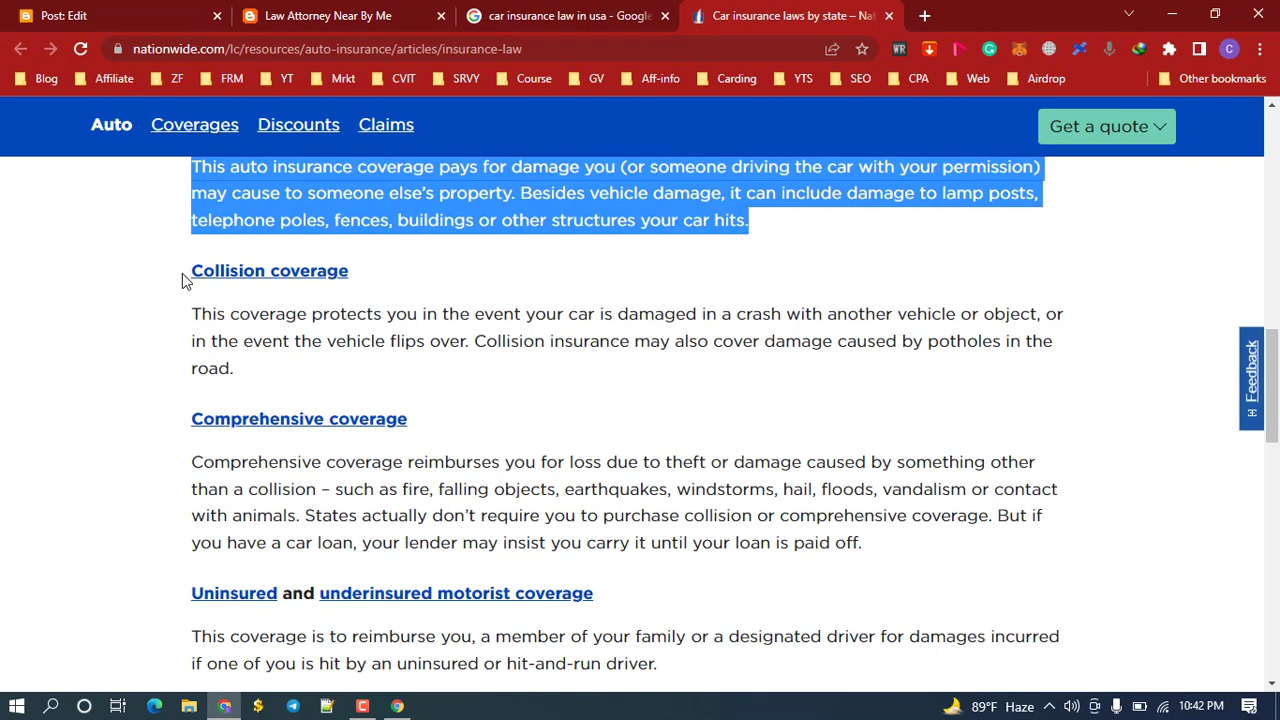 Post: Edit
Law Attorney Near By Me
car insurance law in usa - Google
Car insurance laws by state – Nat
nationwide.com/lc/resources/auto-insurance/articles/insurance-law
WR
C
Blog Affiliate ZF FRM YT Mrkt CVIT SRVY Course GV Aff-info Carding YTS SEO CPA Web Airdrop Other bookmarks
Auto Coverages Discounts Claims Get a quote
This auto insurance coverage pays for damage you (or someone driving the car with your permission)
may cause to someone else’s property. Besides vehicle damage, it can include damage to lamp posts,
telephone poles, fences, buildings or other structures your car hits.
Collision coverage
This coverage protects you in the event your car is damaged in a crash with another vehicle or object, or
in the event the vehicle flips over. Collision insurance may also cover damage caused by potholes in the
road.
Feedback
Comprehensive coverage
Comprehensive coverage reimburses you for loss due to theft or damage caused by something other
than a collision – such as fire, falling objects, earthquakes, windstorms, hail, floods, vandalism or contact
with animals. States actually don’t require you to purchase collision or comprehensive coverage. But if
you have a car loan, your lender may insist you carry it until your loan is paid off.
Uninsured and underinsured motorist coverage
This coverage is to reimburse you, a member of your family or a designated driver for damages incurred
if one of you is hit by an uninsured or hit-and-run driver.
89°F Haze 10:42 PM